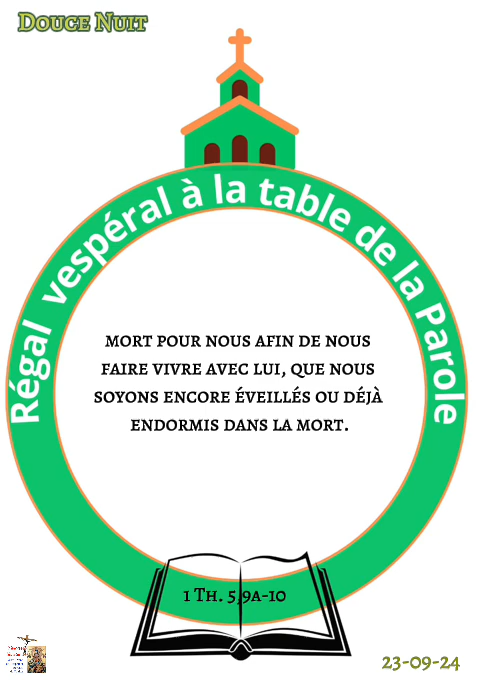 Douce Nuit
Régal vespéral à la table de la Parole
mort pour nous afin de nous
faire vivre avec lui, que nous
soyons encore éveillés ou déjà
endormis dans la mort.
1 Th. 5,9a-10
23-09-24